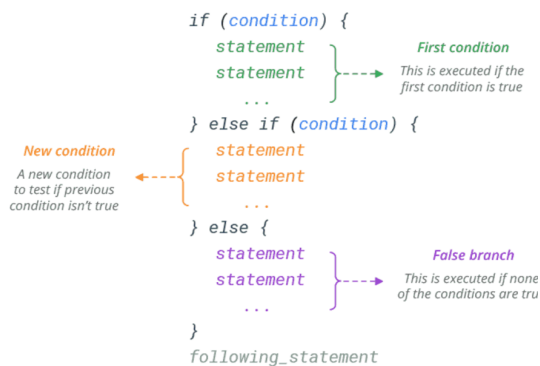 if (condition) {
statement
statement
...
First condition
This is executed if the
first condition is true
} else if (condition) {
New condition
A new condition
to test if previous
condition isn't true
statement
statement
...
} else {
statement
statement
...
False branch
This is executed if none
of the conditions are tru
}
following_statement